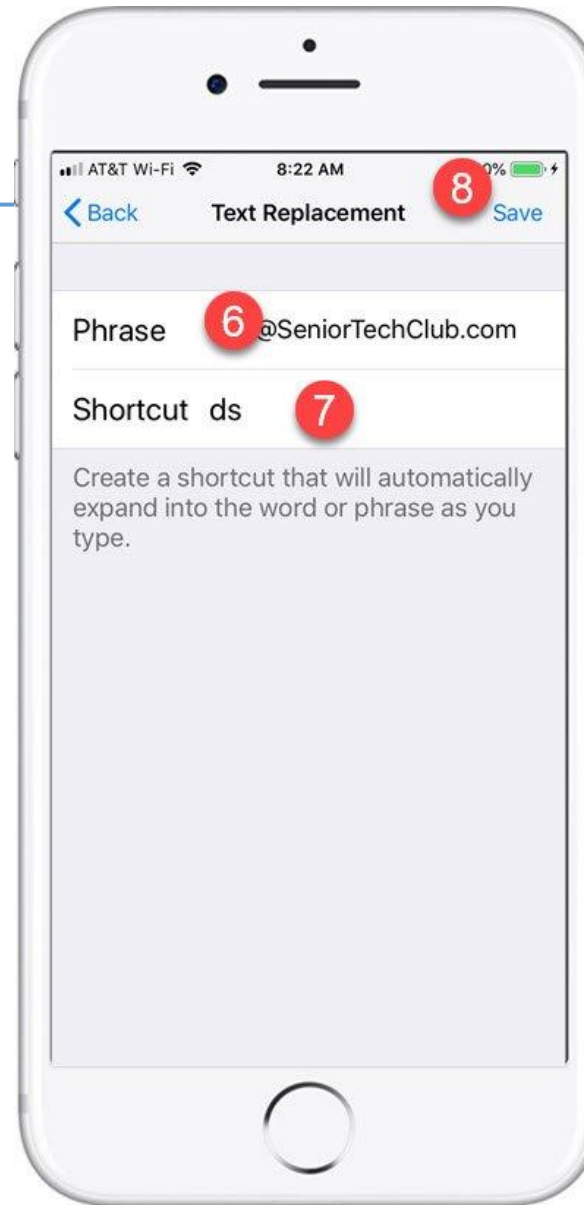 AT&T Wi-Fi 8:22 AM 0%
8
Back Text Replacement Save
Phrase 6 @SeniorTechClub.com
Shortcut ds 7
Create a shortcut that will automatically
expand into the word or phrase as you
type.